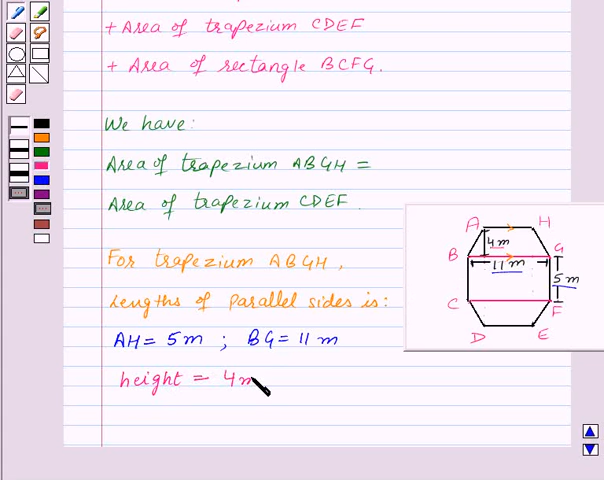 + Area of trapezium CDEF
+ Area of rectangle BCFG.
We have:
Area of trapezium ABGH =
Area of trapezium CDEF.
For trapezium ABGH,
Lengths of parallel sides is:
AH = 5m ; BG = 11 m
height = 4m
A H
4m
B G
11 m
5 m
C F
D E